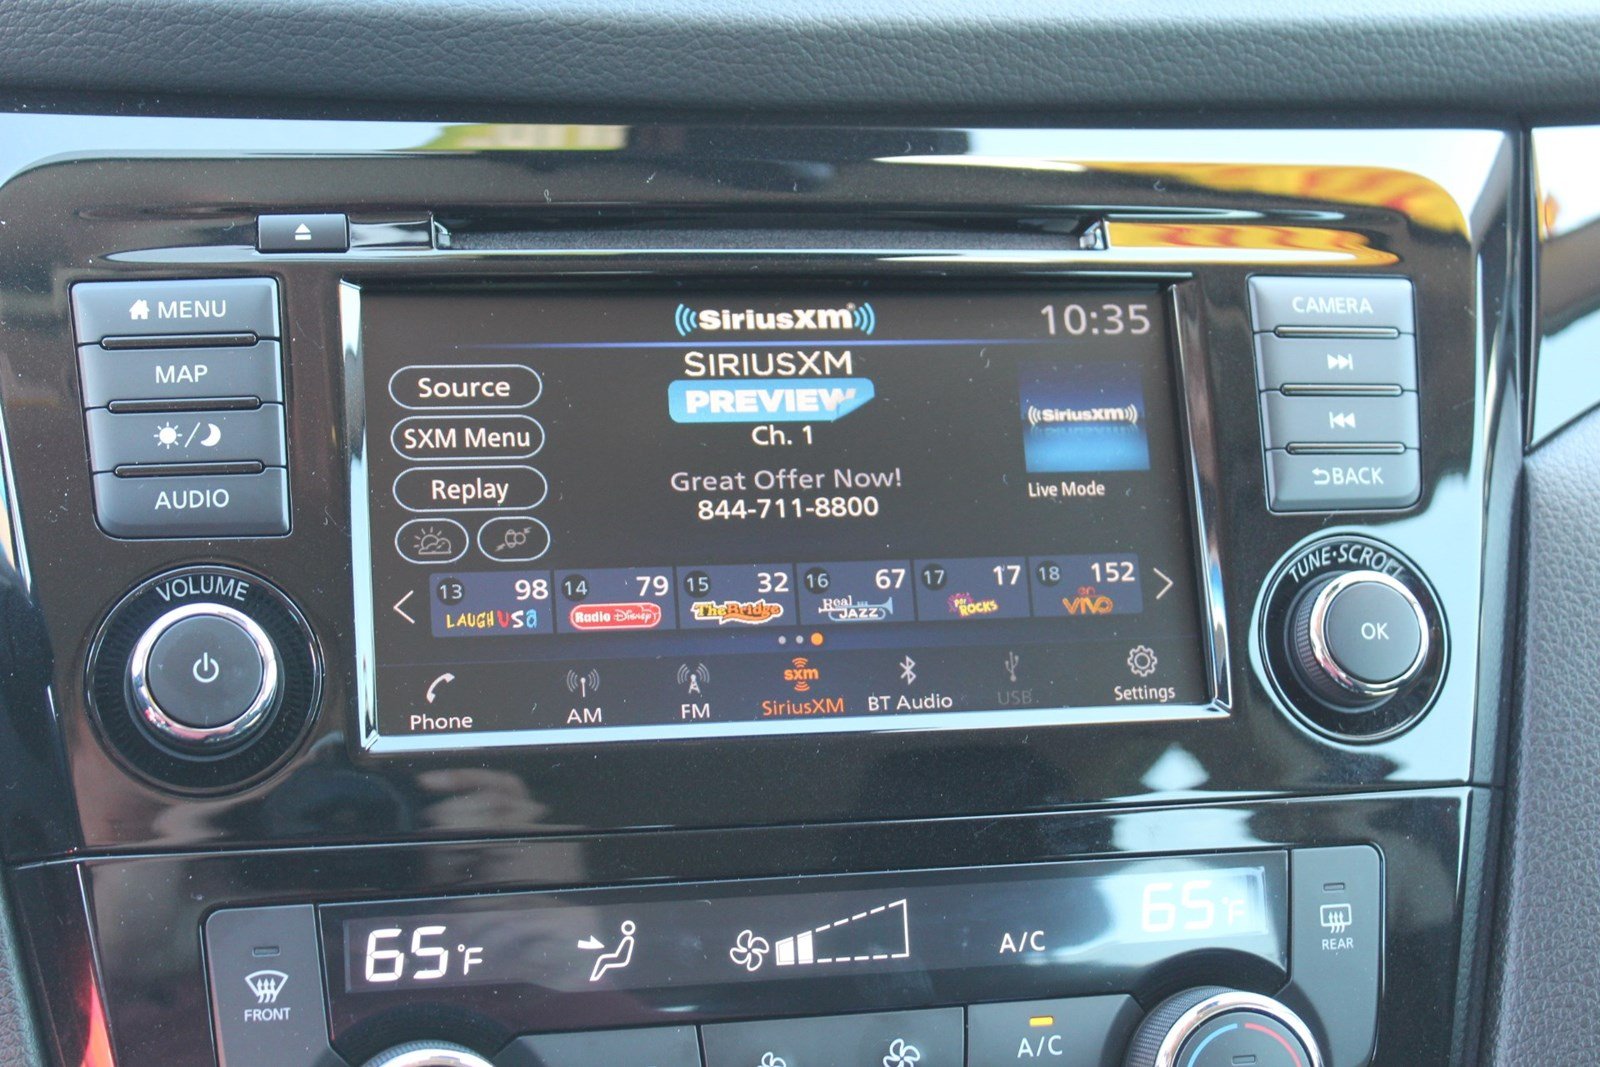 MENU
MAP
AUDIO
VOLUME
SiriusXM
10:35
SIRIUSXM
PREVIEW
Ch. 1
Great Offer Now!
844-711-8800
Source
SXM Menu
Replay
SiriusXM
Live Mode
13 98 LAUGH USA
14 79 Radio Disney
15 32 The Bridge
16 67 Real JAZZ
17 17 ROCKS
18 152 en VIVO
Phone
AM
FM
sxm
SiriusXM
BT Audio
USB
Settings
CAMERA
BACK
TUNE·SCROLL
OK
65°F
A/C
65°F
FRONT
REAR
A/C